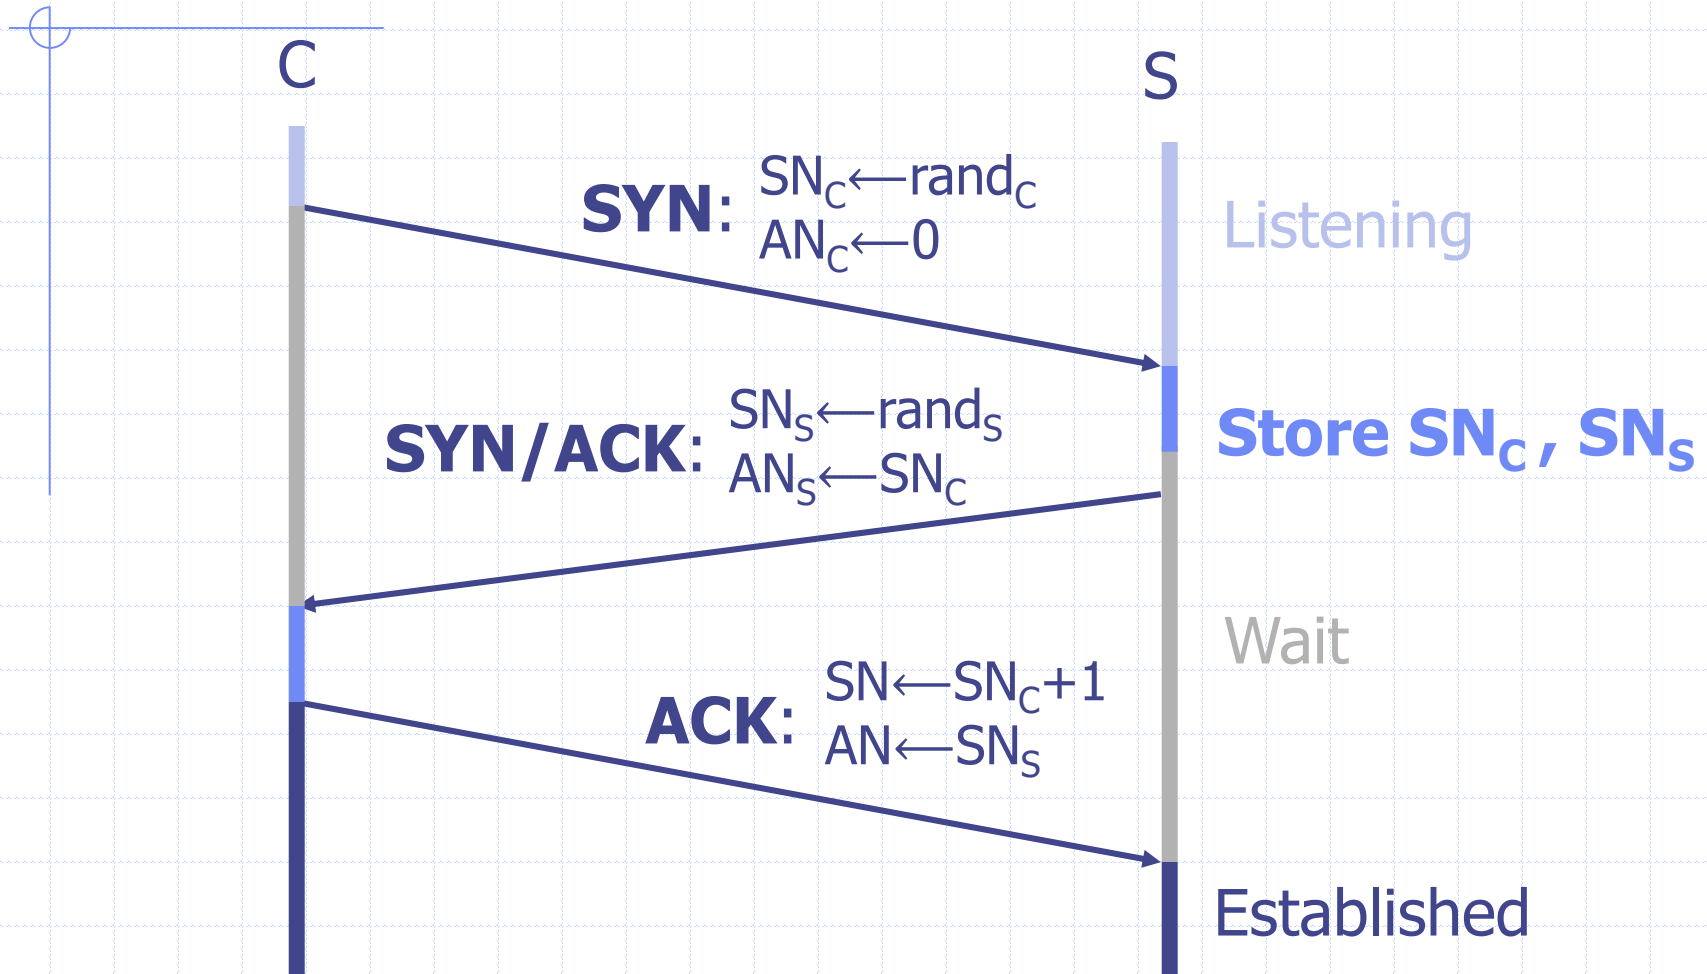 C
S
SYN: SN_C←rand_C
AN_C←0
Listening
SYN/ACK: SN_S←rand_S
AN_S←SN_C
Store SN_C , SN_S
Wait
ACK: SN←SN_C+1
AN←SN_S
Established